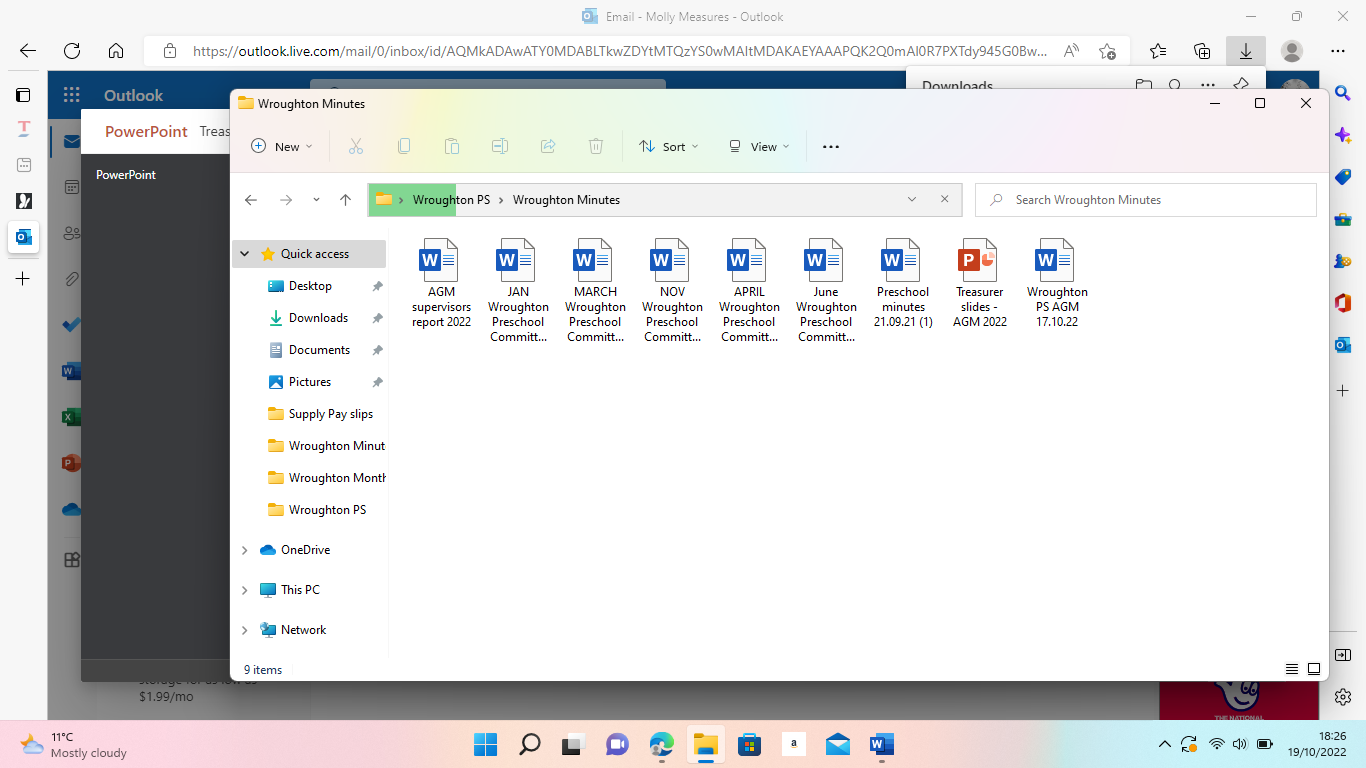 Email - Molly Measures - Outlook
https://outlook.live.com/mail/0/inbox/id/AQMkADAwATY0MDABLTkwZDYtMTQzYS0wMAItMDAKAEYAAAPQK2Q0mAl0R7PXTdy945G0Bw...
Outlook
Downloads
PowerPoint Treas
PowerPoint
Wroughton Minutes
New
Sort
View
Wroughton PS
Wroughton Minutes
Search Wroughton Minutes
Quick access
Desktop
Downloads
Documents
Pictures
Supply Pay slips
Wroughton Minut
Wroughton Month
Wroughton PS
OneDrive
This PC
Network
AGM
supervisors
report 2022
JAN
Wroughton
Preschool
Committ...
MARCH
Wroughton
Preschool
Committ...
NOV
Wroughton
Preschool
Committ...
APRIL
Wroughton
Preschool
Committ...
June
Wroughton
Preschool
Committ...
Preschool
minutes
21.09.21 (1)
Treasurer
slides -
AGM 2022
Wroughton
PS AGM
17.10.22
9 items
$1.99/mo
THE NATIONAL
11°C
Mostly cloudy
18:26
19/10/2022